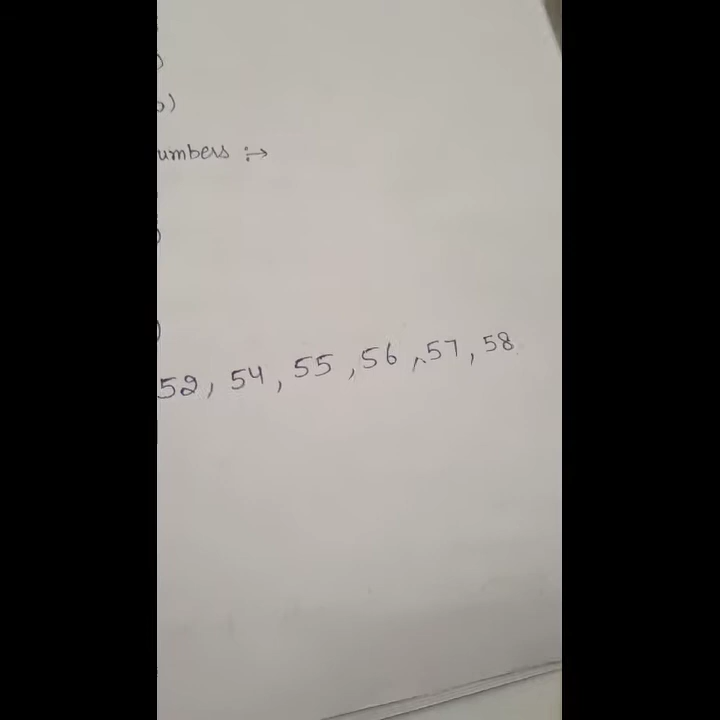 )
b)
umbers :→
)
)
52, 54, 55, 56, 57, 58